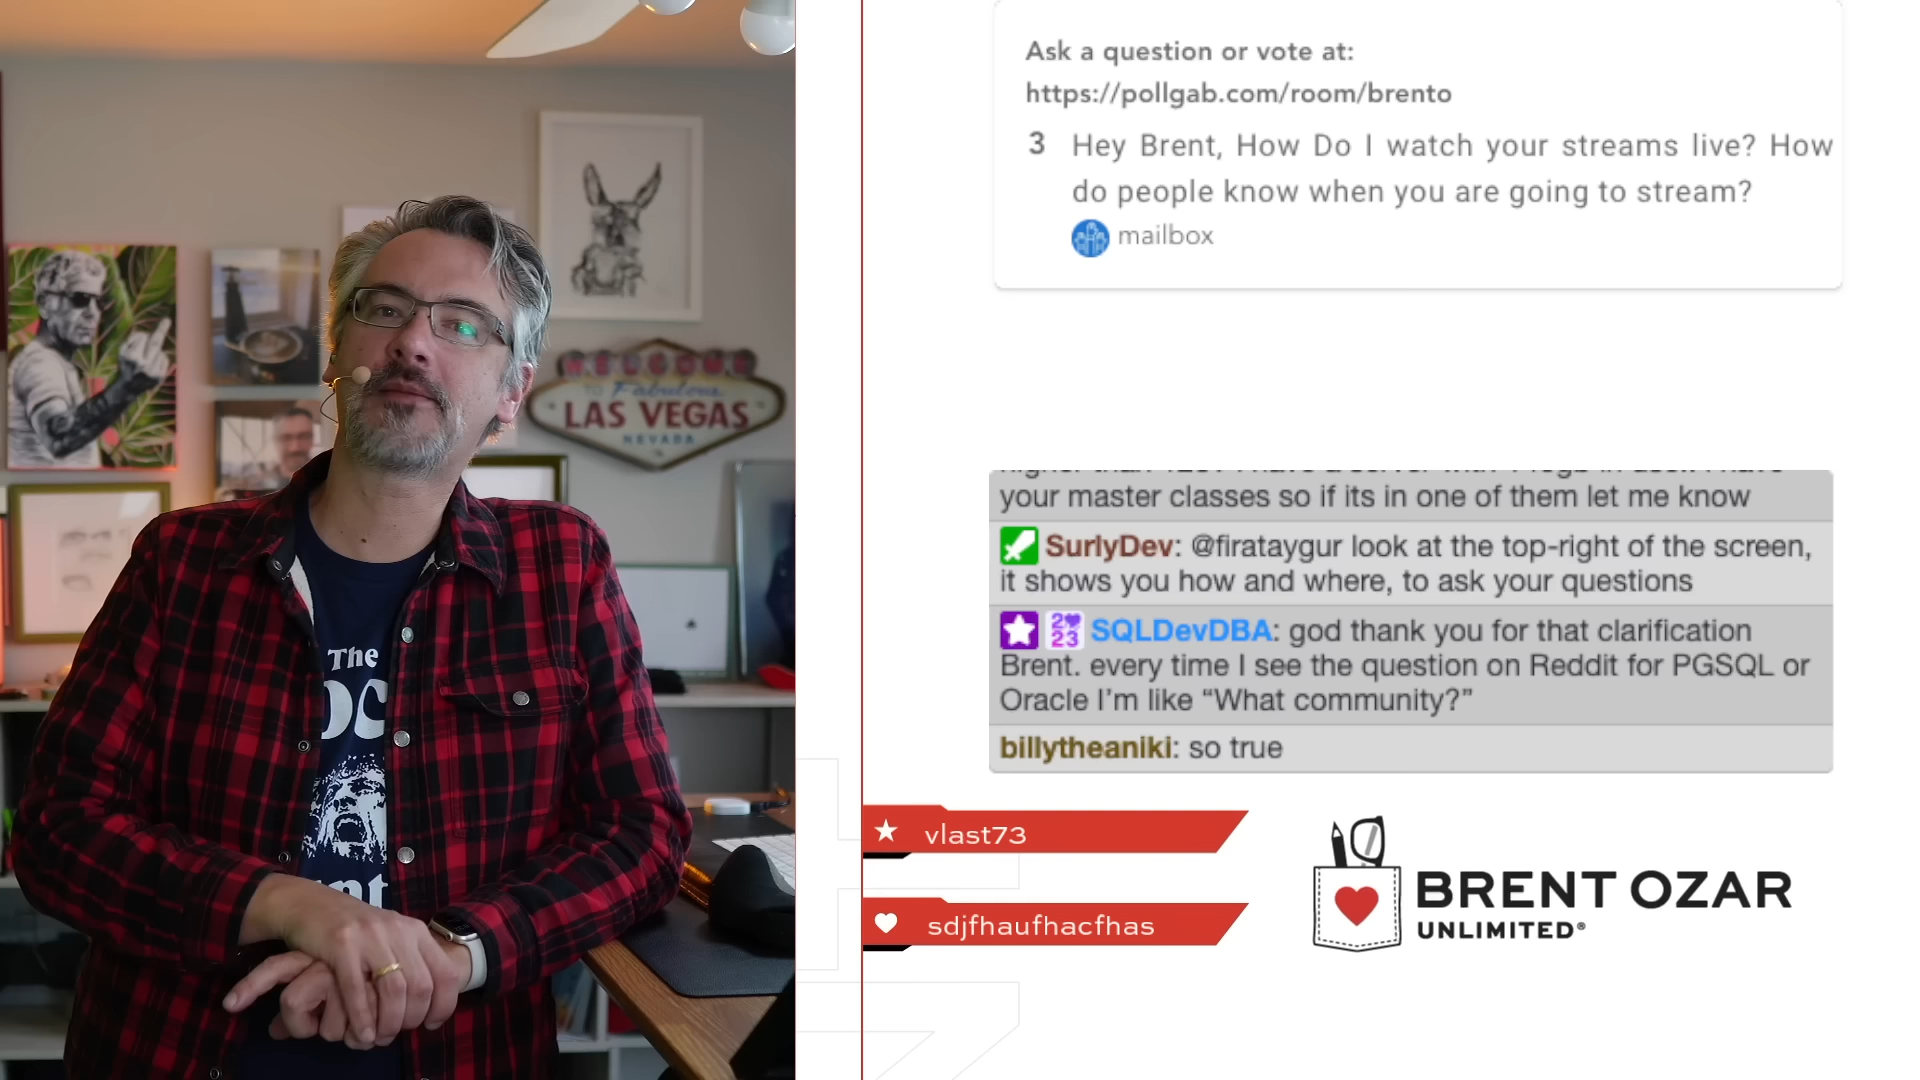 Ask a question or vote at:
https://pollgab.com/room/brento
3 Hey Brent, How Do I watch your streams live? How
do people know when you are going to stream?
mailbox
WELCOME
TO Fabulous
LAS VEGAS
NEVADA
The
your master classes so if its in one of them let me know
SurlyDev: @firataygur look at the top-right of the screen,
it shows you how and where, to ask your questions
2023 SQLDevDBA: god thank you for that clarification
Brent. every time I see the question on Reddit for PGSQL or
Oracle I'm like “What community?”
billytheaniki: so true
vlast73
sdjfhaufhacfhas
BRENT OZAR
UNLIMITED®